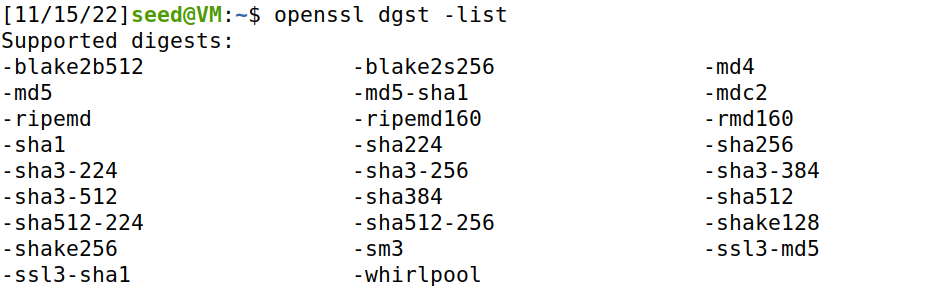 [11/15/22]seed@VM:~$ openssl dgst -list
Supported digests:
-blake2b512                -blake2s256                -md4
-md5                       -md5-sha1                  -mdc2
-ripemd                    -ripemd160                 -rmd160
-sha1                      -sha224                    -sha256
-sha3-224                  -sha3-256                  -sha3-384
-sha3-512                  -sha384                    -sha512
-sha512-224                -sha512-256                -shake128
-shake256                  -sm3                       -ssl3-md5
-ssl3-sha1                 -whirlpool